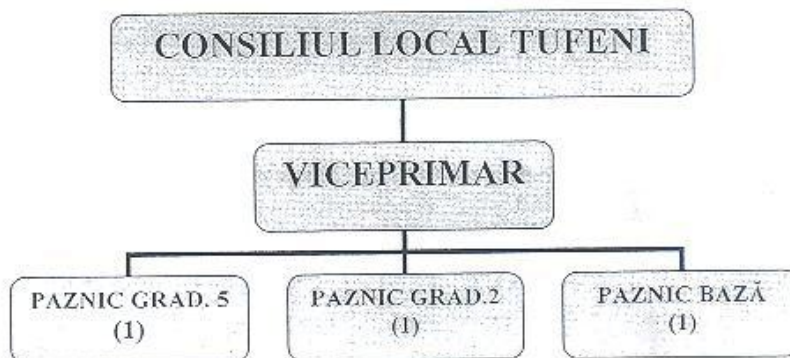 CONSILIUL LOCAL TUFENI
VICEPRIMAR
PAZNIC GRAD. 5
(1)
PAZNIC GRAD.2
(1)
PAZNIC BAZĂ
(1)